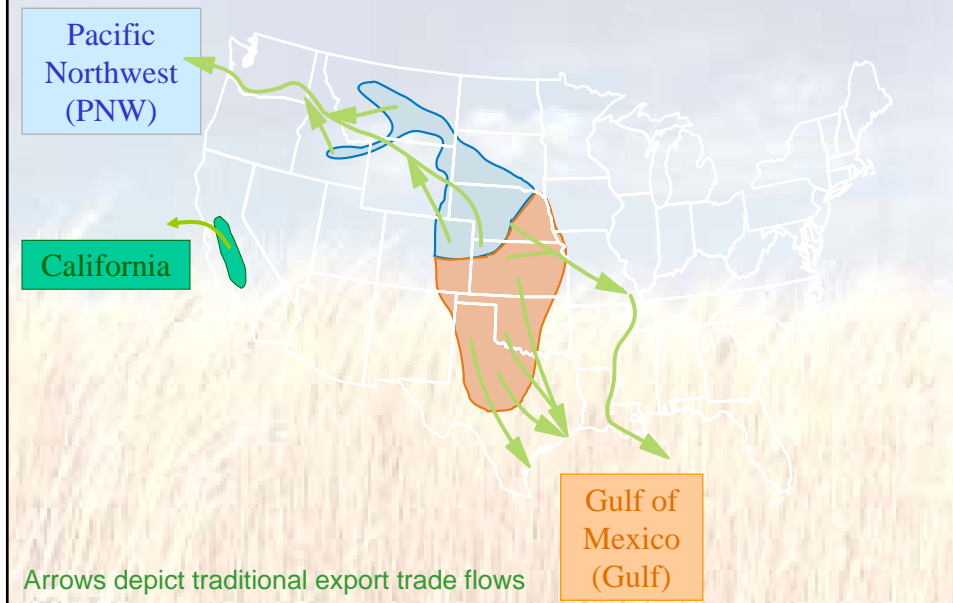 Pacific
Northwest
(PNW)
California
Gulf of
Mexico
(Gulf)
Arrows depict traditional export trade flows